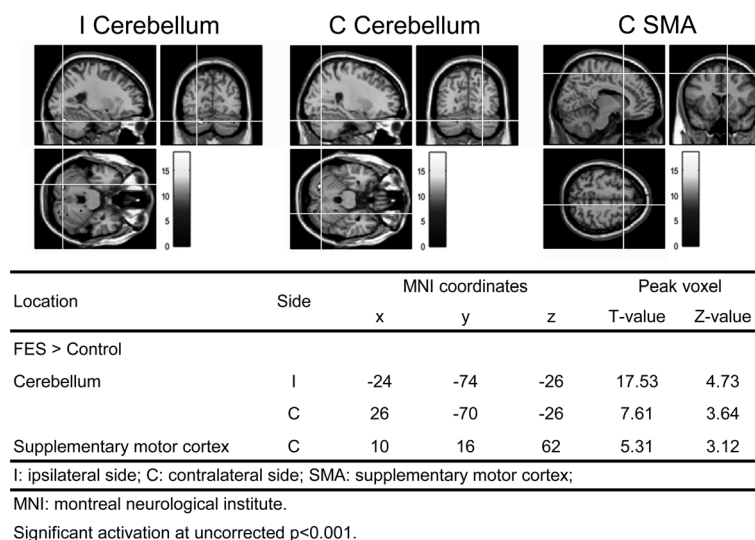 I Cerebellum C Cerebellum C SMA
15 15 15
10 10 10
5 5 5
0 0 0
Location Side MNI coordinates Peak voxel
x y z T-value Z-value
FES > Control
Cerebellum I -24 -74 -26 17.53 4.73
C 26 -70 -26 7.61 3.64
Supplementary motor cortex C 10 16 62 5.31 3.12
I: ipsilateral side; C: contralateral side; SMA: supplementary motor cortex;
MNI: montreal neurological institute.
Significant activation at uncorrected p<0.001.